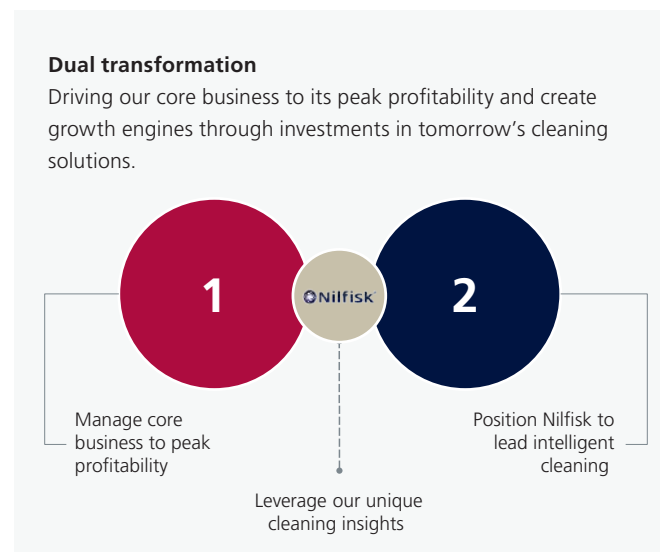 Dual transformation
Driving our core business to its peak profitability and create
growth engines through investments in tomorrow’s cleaning
solutions.
1
Nilfisk
2
Manage core
business to peak
profitability
Position Nilfisk to
lead intelligent
cleaning
Leverage our unique
cleaning insights